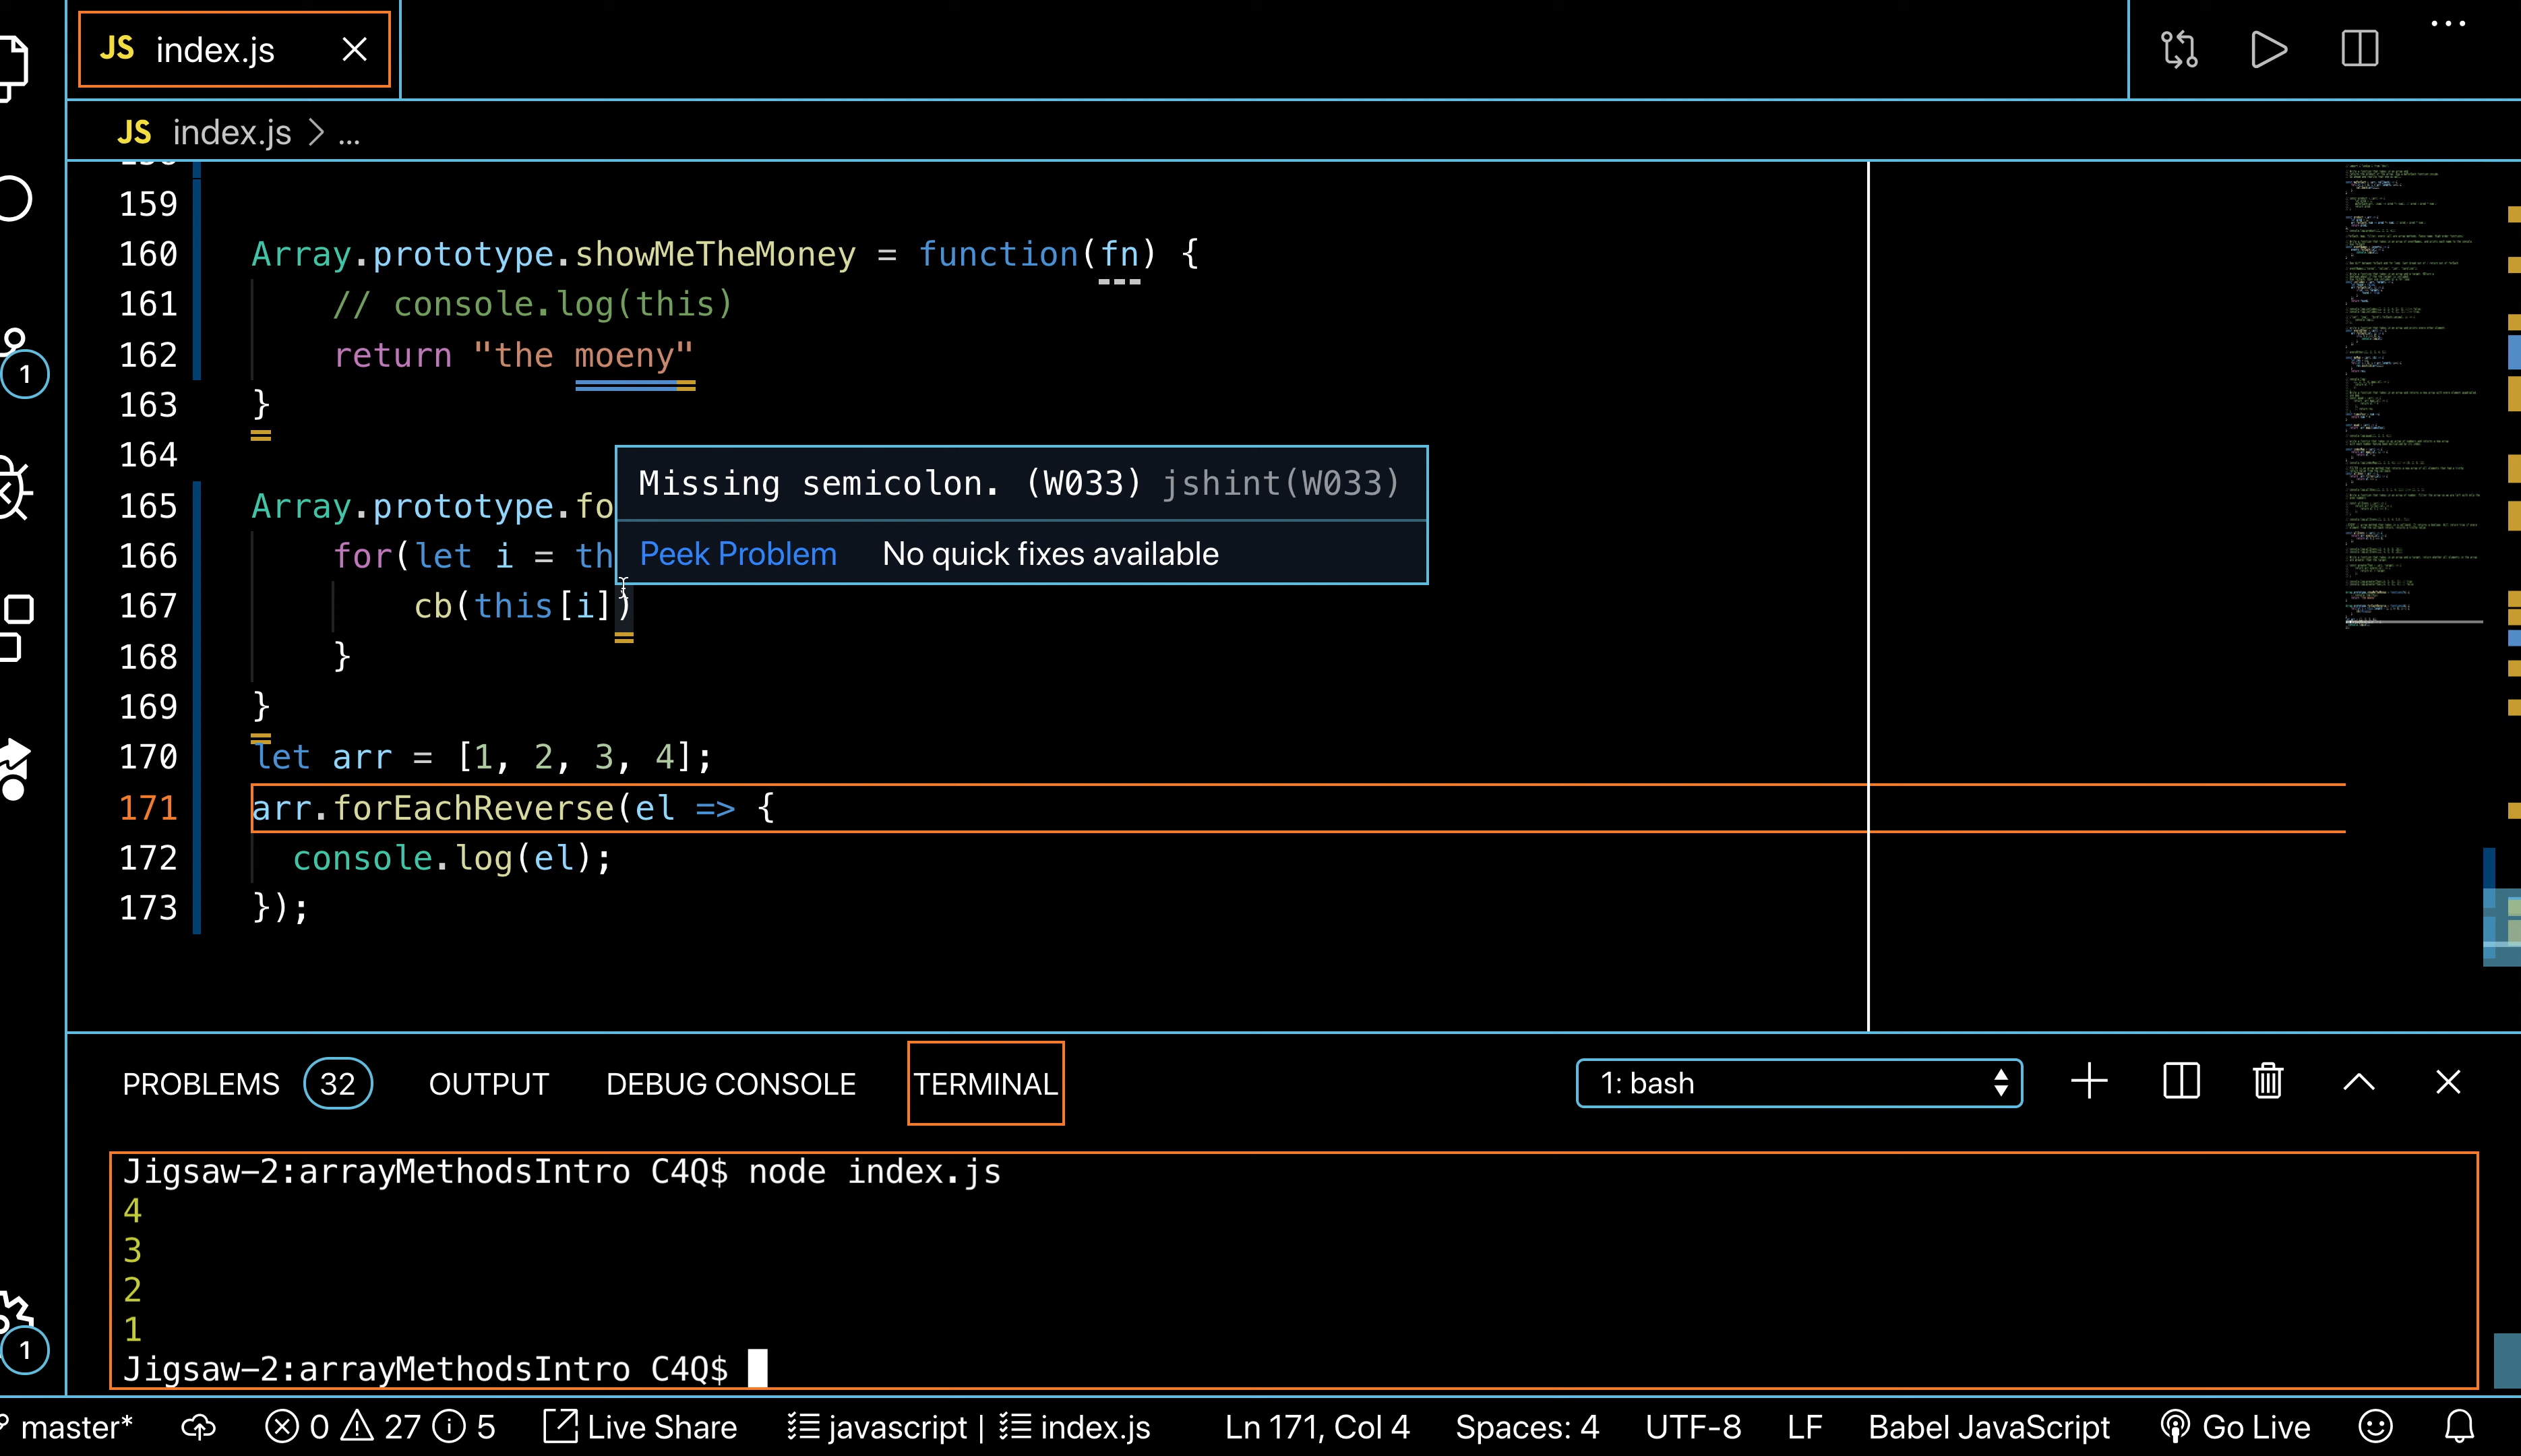 JS index.js
JS index.js > ...
159
160 Array.prototype.showMeTheMoney = function(fn) {
161 // console.log(this)
162 return "the moeny"
163 }
164
Missing semicolon. (W033) jshint(W033)
165 Array.prototype.fo
Peek Problem No quick fixes available
166 for(let i = th
167 cb(this[i])
168 }
169 }
170 let arr = [1, 2, 3, 4];
171 arr.forEachReverse(el => {
172 console.log(el);
173 });
PROBLEMS 32 OUTPUT DEBUG CONSOLE TERMINAL 1: bash
Jigsaw-2:arrayMethodsIntro C4Q$ node index.js
4
3
2
1
Jigsaw-2:arrayMethodsIntro C4Q$
1
1
master* 0 27 5 Live Share javascript | index.js Ln 171, Col 4 Spaces: 4 UTF-8 LF Babel JavaScript Go Live